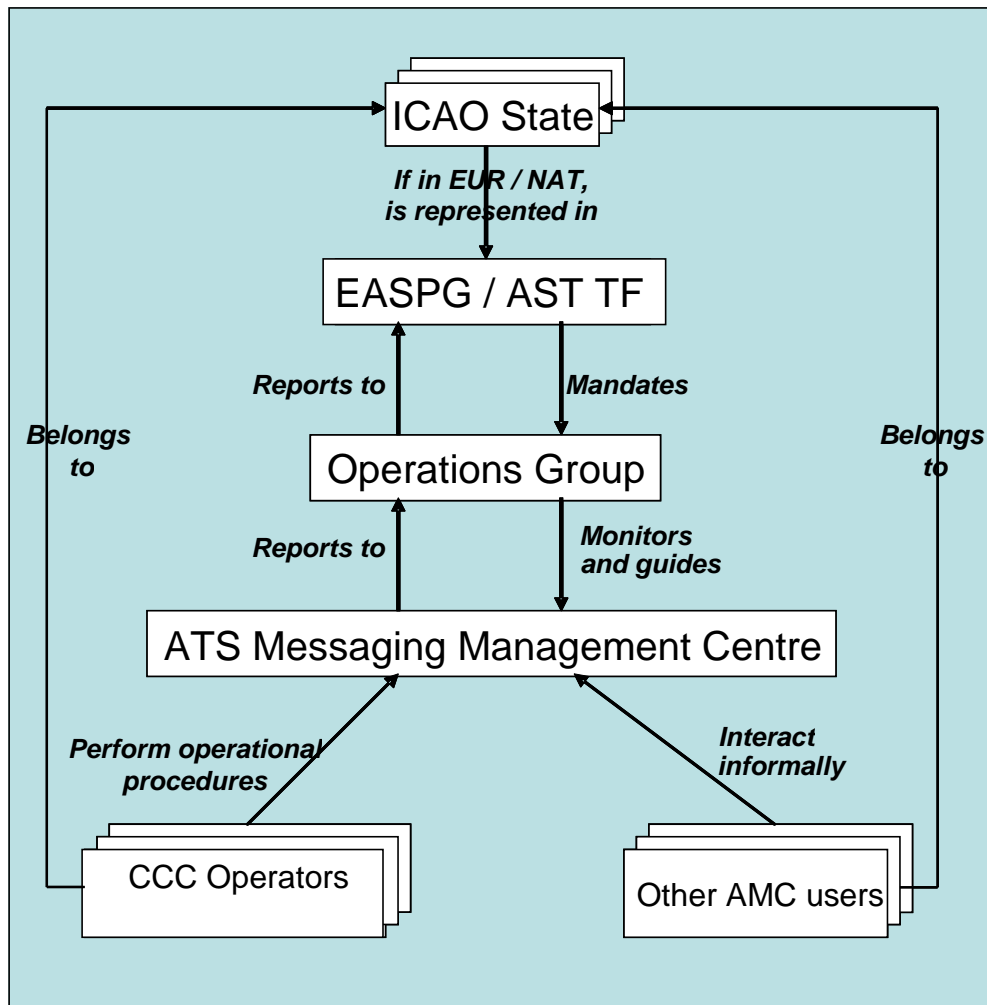 ICAO State
If in EUR / NAT,
is represented in
EASPG / AST TF
Reports to
Mandates
Belongs
to
Belongs
to
Operations Group
Reports to
Monitors
and guides
ATS Messaging Management Centre
Perform operational
procedures
Interact
informally
CCC Operators
Other AMC users